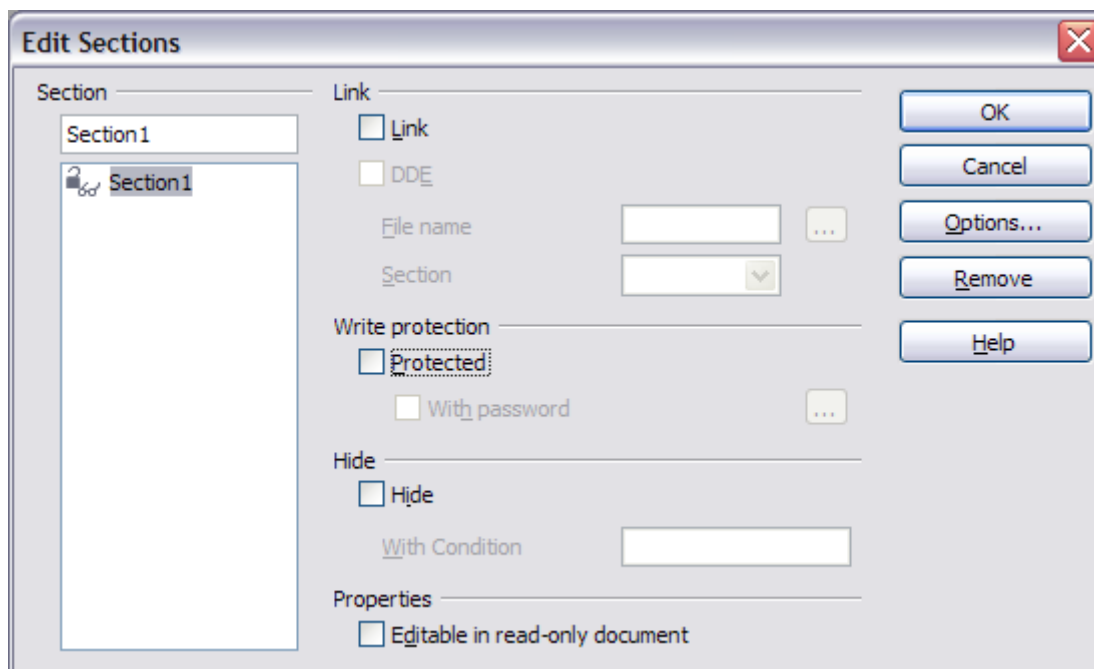 Edit Sections
Section
Section1
Section1
Link
Link
DDE
File name
...
Section
Write protection
Protected
With password
...
Hide
Hide
With Condition
Properties
Editable in read-only document
OK
Cancel
Options...
Remove
Help